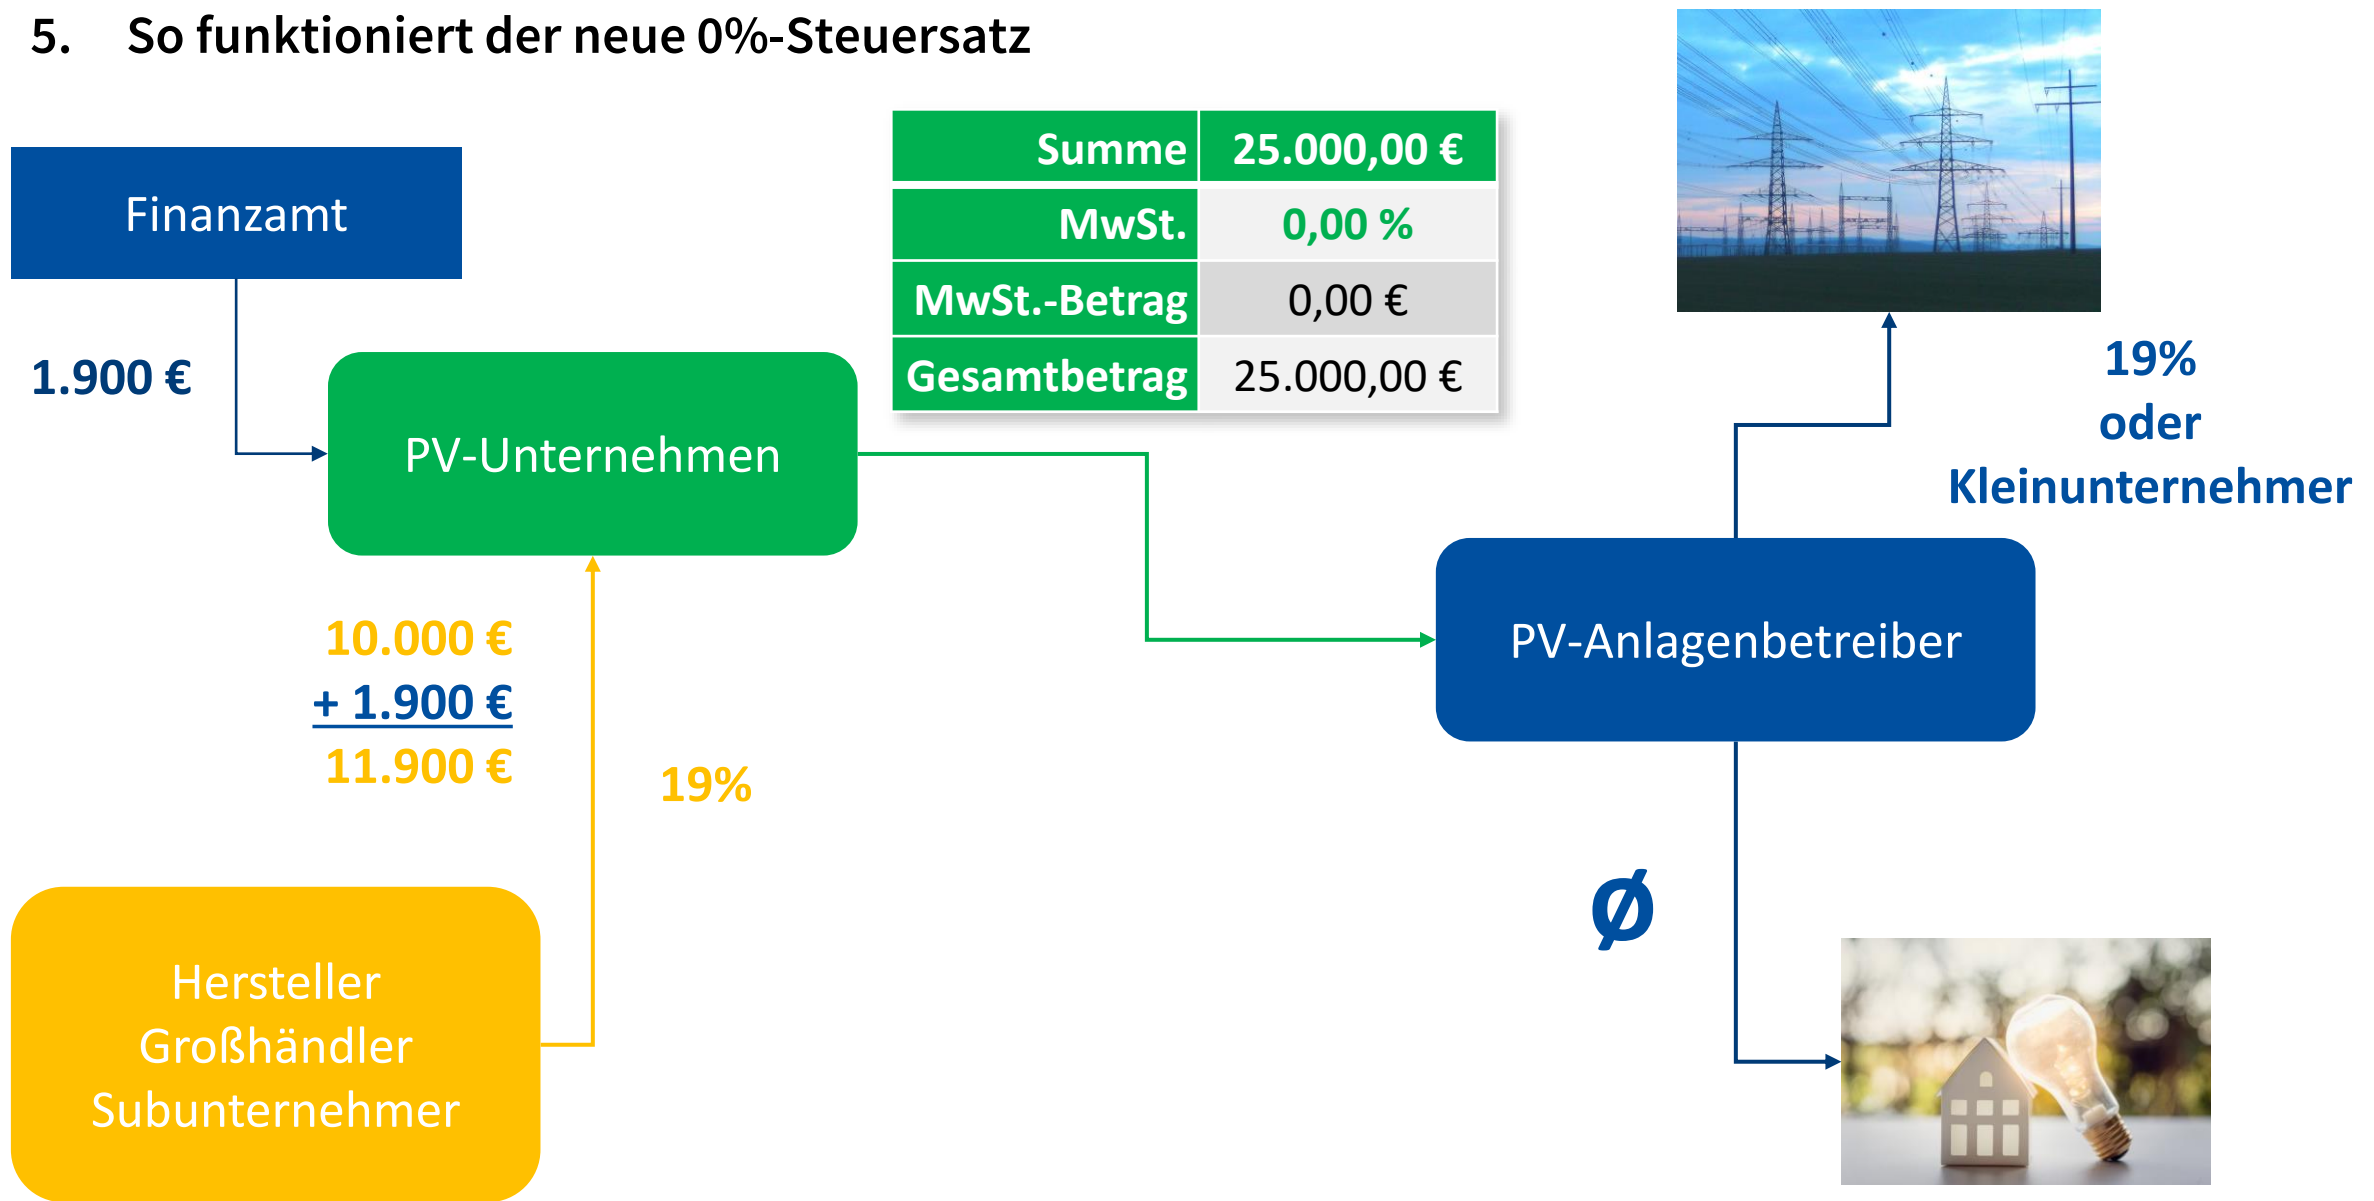 5. So funktioniert der neue 0%-Steuersatz
Finanzamt
1.900 €
PV-Unternehmen
Summe 25.000,00 €
MwSt. 0,00 %
MwSt.-Betrag 0,00 €
Gesamtbetrag 25.000,00 €
19%
oder
Kleinunternehmer
10.000 €
+ 1.900 €
11.900 €
19%
PV-Anlagenbetreiber
Ø
Hersteller
Großhändler
Subunternehmer